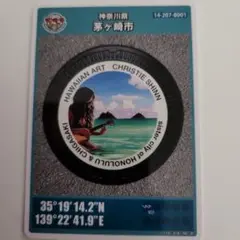 神奈川県
14-207-B001
茅ヶ崎市
HAWAIIAN ART CHRISTIE SHINN
sister city of HONOLULU & CHIGASAKI
35°19'14.2"N
139°22'41.9"E